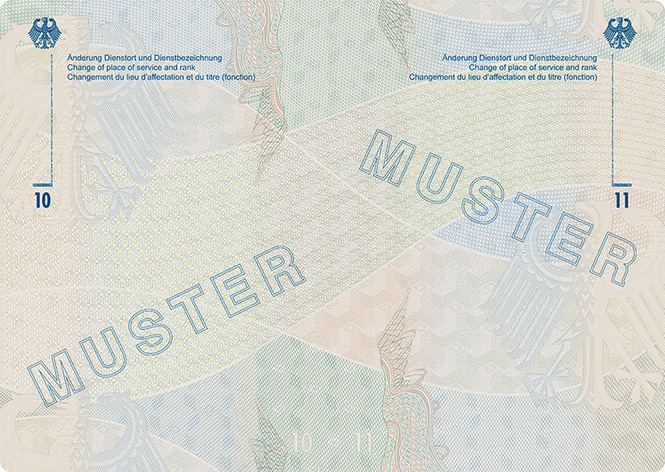 Änderung Dienstort und Dienstbezeichnung
Change of place of service and rank
Changement du lieu d'affectation et du titre (fonction)
10
MUSTER
Änderung Dienstort und Dienstbezeichnung
Change of place of service and rank
Changement du lieu d'affectation et du titre (fonction)
11
MUSTER
10
11